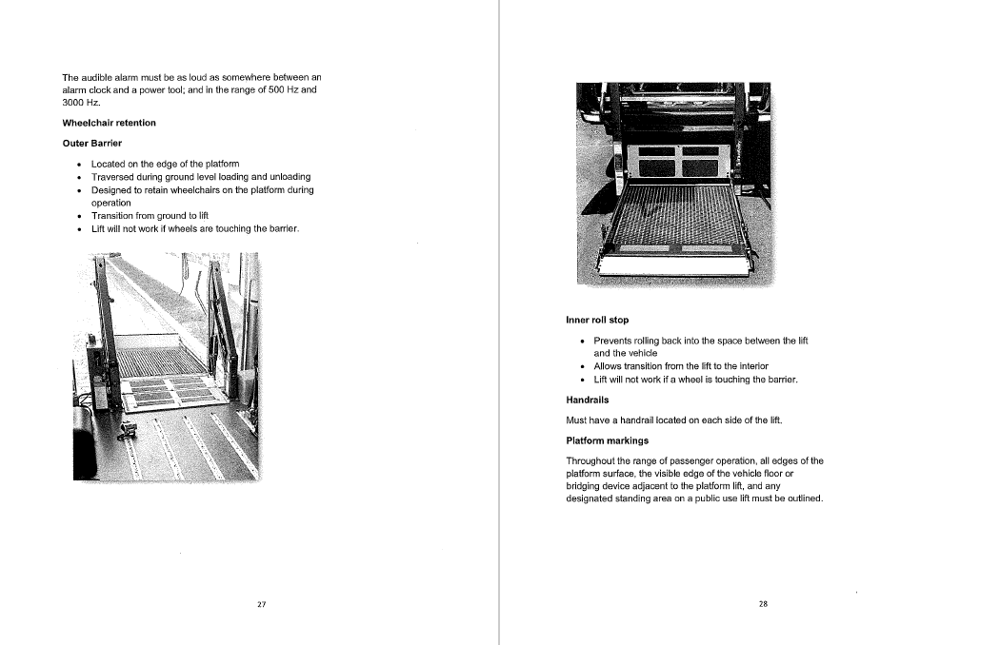 The audible alarm must be as loud as somewhere between an
alarm clock and a power tool; and in the range of 500 Hz and
3000 Hz.
Wheelchair retention
Outer Barrier
• Located on the edge of the platform
• Traversed during ground level loading and unloading
• Designed to retain wheelchairs on the platform during
operation
• Transition from ground to lift
• Lift will not work if wheels are touching the barrier.
27
Inner roll stop
• Prevents rolling back into the space between the lift
and the vehicle
• Allows transition from the lift to the interior
• Lift will not work if a wheel is touching the barrier.
Handrails
Must have a handrail located on each side of the lift.
Platform markings
Throughout the range of passenger operation, all edges of the
platform surface, the visible edge of the vehicle floor or
bridging device adjacent to the platform lift, and any
designated standing area on a public use lift must be outlined.
28